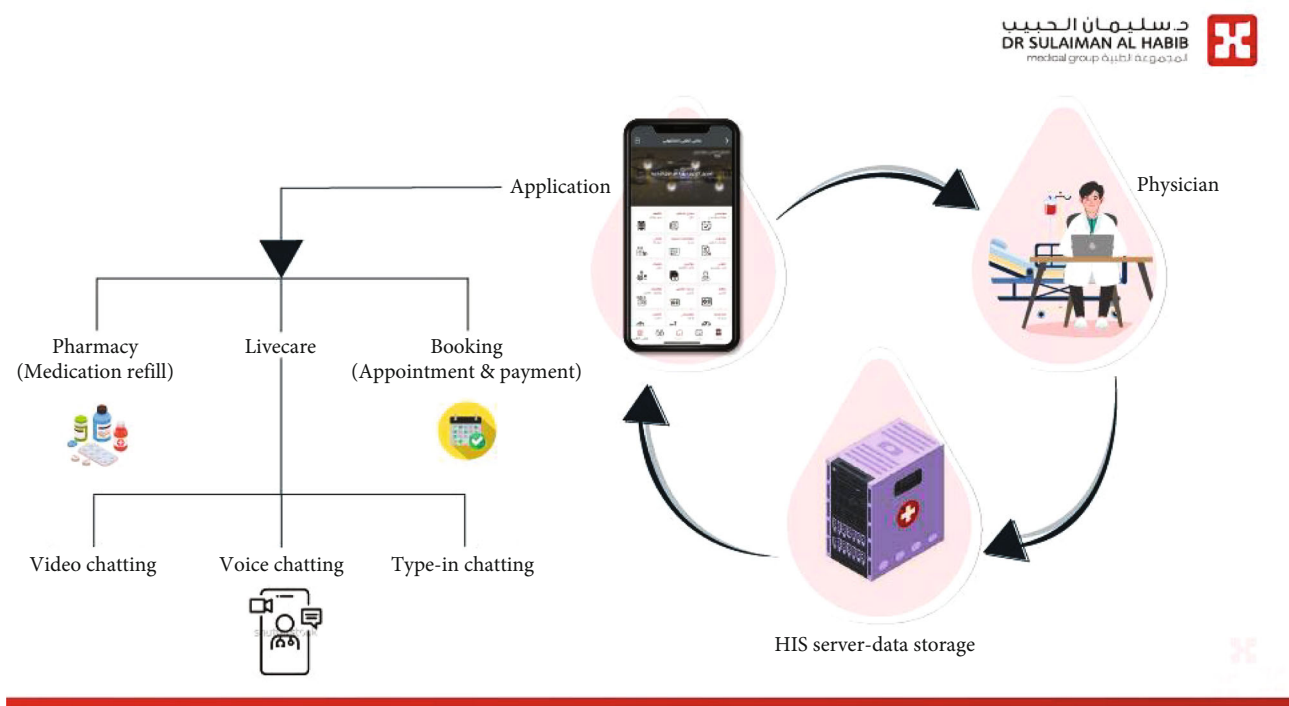 د. سليمان الحبيب
DR SULAIMAN AL HABIB
medical group المجموعة الطبية
Application
Physician
Pharmacy
(Medication refill)
Livecare
Booking
(Appointment & payment)
Video chatting
Voice chatting
Type-in chatting
HIS server-data storage